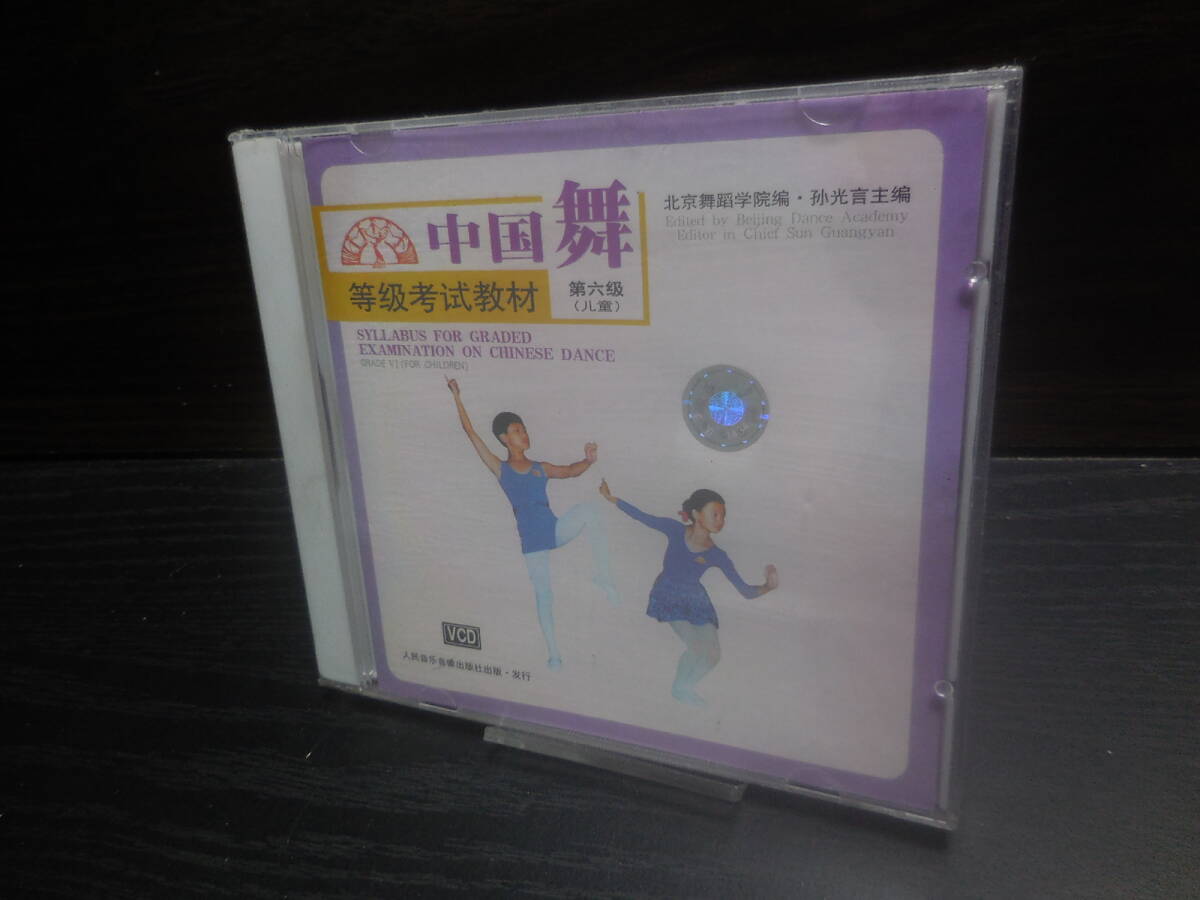 中国舞
等级考试教材
第六级
（儿童）
SYLLABUS FOR GRADED
EXAMINATION ON CHINESE DANCE
GRADE VI (FOR CHILDREN)
北京舞蹈学院编·孙光言主编
Edited by Beijing Dance Academy
Editor in Chief Sun Guangyan
VCD
人民音乐音像出版社出版·发行